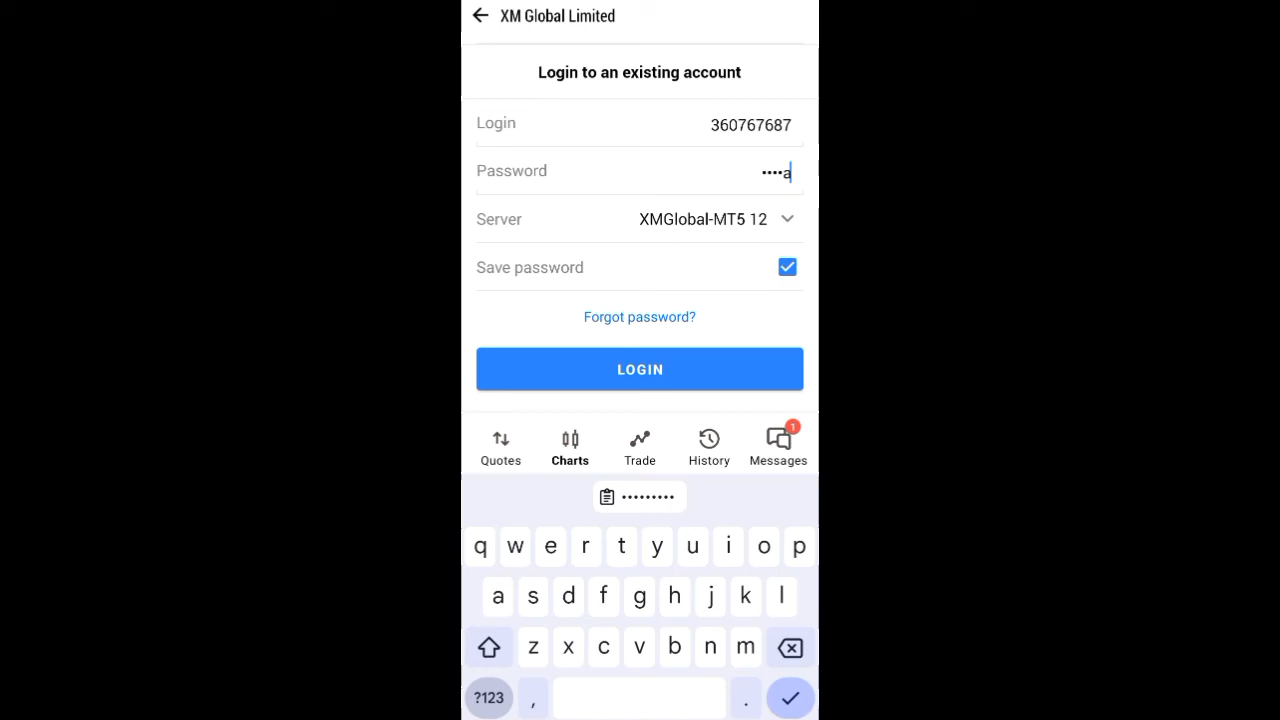 XM Global Limited
Login to an existing account
Login 360767687
Password ••••a
Server XMGlobal-MT5 12
Save password
Forgot password?
LOGIN
1
Quotes Charts Trade History Messages
•••••••••
q w e r t y u i o p
a s d f g h j k l
z x c v b n m
?123 , .